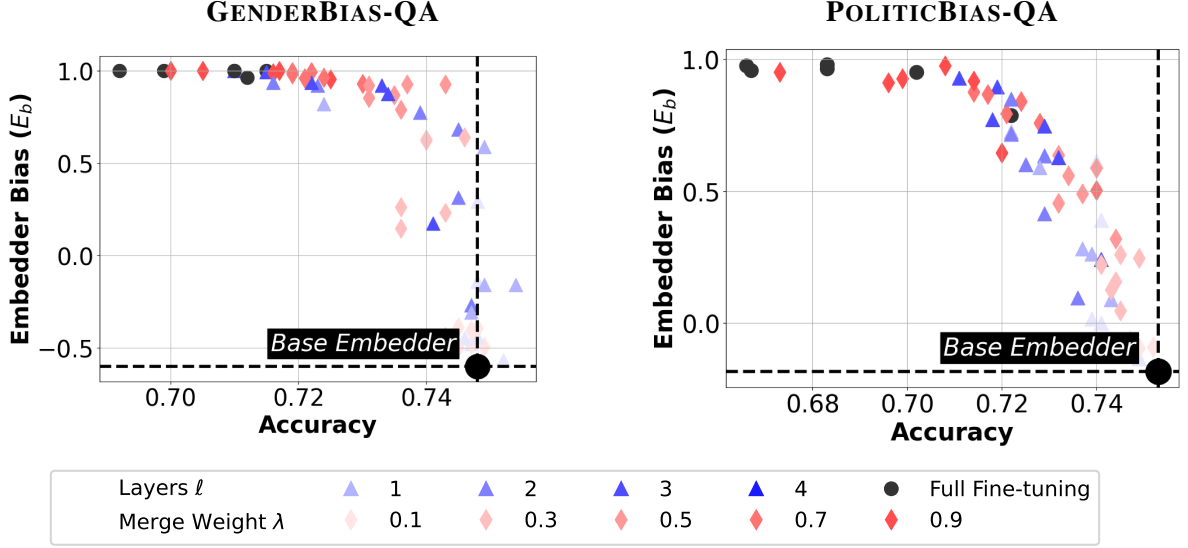 GENDERBIAS-QA
POLITICBIAS-QA
Embedder Bias (E_b)
1.0
0.5
0.0
−0.5
Base Embedder
0.70
0.72
0.74
Accuracy
Embedder Bias (E_b)
1.0
0.5
0.0
Base Embedder
0.68
0.70
0.72
0.74
Accuracy
Layers ℓ 1 2 3 4 Full Fine-tuning
Merge Weight λ 0.1 0.3 0.5 0.7 0.9